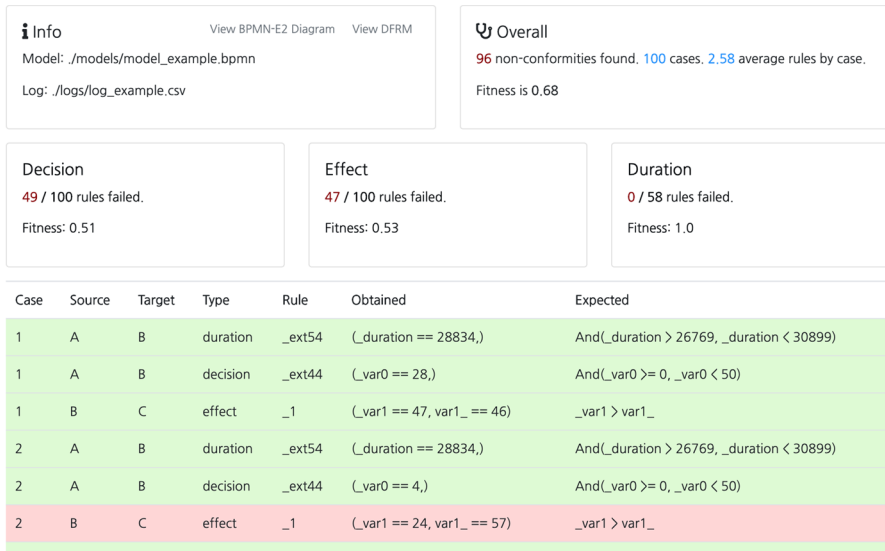 Info View BPMN-E2 Diagram View DFRM
Model: ./models/model_example.bpmn
Log: ./logs/log_example.csv
Overall
96 non-conformities found. 100 cases. 2.58 average rules by case.
Fitness is 0.68
Decision
49 / 100 rules failed.
Fitness: 0.51
Effect
47 / 100 rules failed.
Fitness: 0.53
Duration
0 / 58 rules failed.
Fitness: 1.0
Case Source Target Type Rule Obtained Expected
1 A B duration _ext54 (_duration == 28834,) And(_duration > 26769, _duration < 30899)
1 A B decision _ext44 (_var0 == 28,) And(_var0 >= 0, _var0 < 50)
1 B C effect _1 (_var1 == 47, var1_ == 46) _var1 > var1_
2 A B duration _ext54 (_duration == 28834,) And(_duration > 26769, _duration < 30899)
2 A B decision _ext44 (_var0 == 4,) And(_var0 >= 0, _var0 < 50)
2 B C effect _1 (_var1 == 24, var1_ == 57) _var1 > var1_